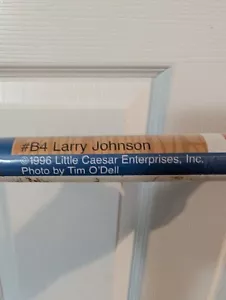 #B4 Larry Johnson
©1996 Little Caesar Enterprises, Inc.
Photo by Tim O'Dell